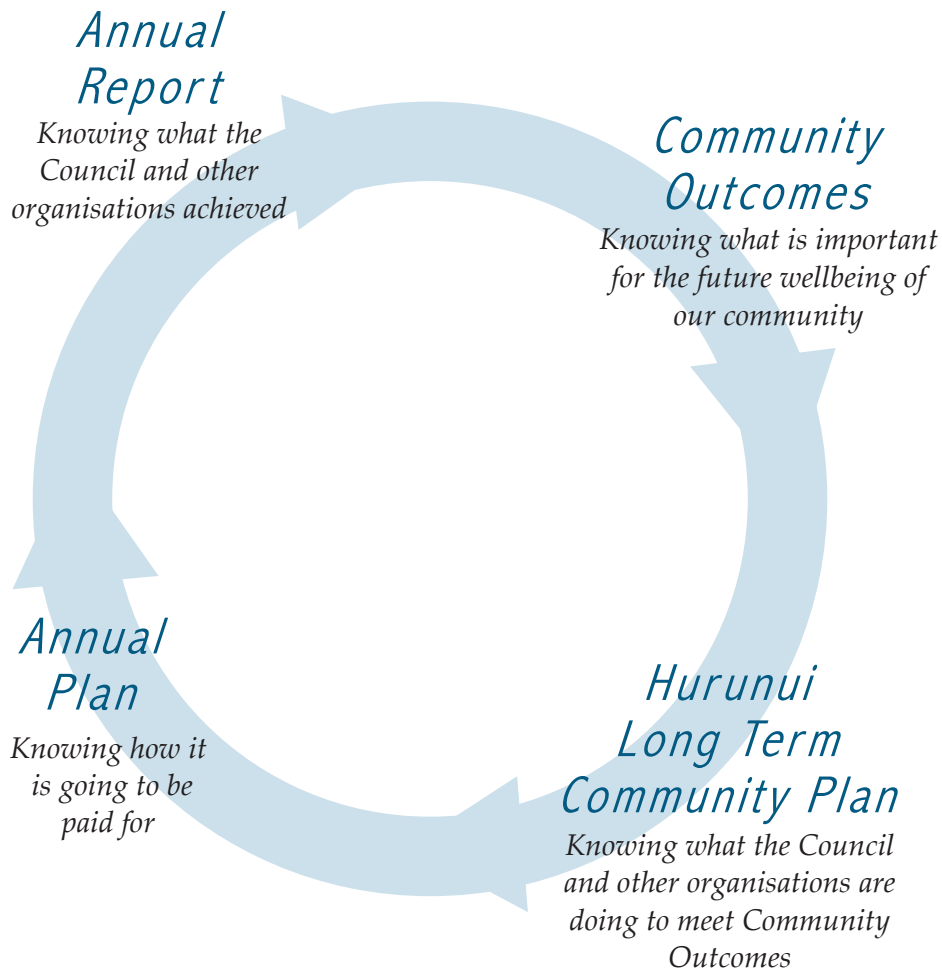 Annual
Report
Knowing what the
Council and other
organisations achieved
Community
Outcomes
Knowing what is important
for the future wellbeing of
our community
Hurunui
Long Term
Community Plan
Knowing what the Council
and other organisations are
doing to meet Community
Outcomes
Annual
Plan
Knowing how it
is going to be
paid for